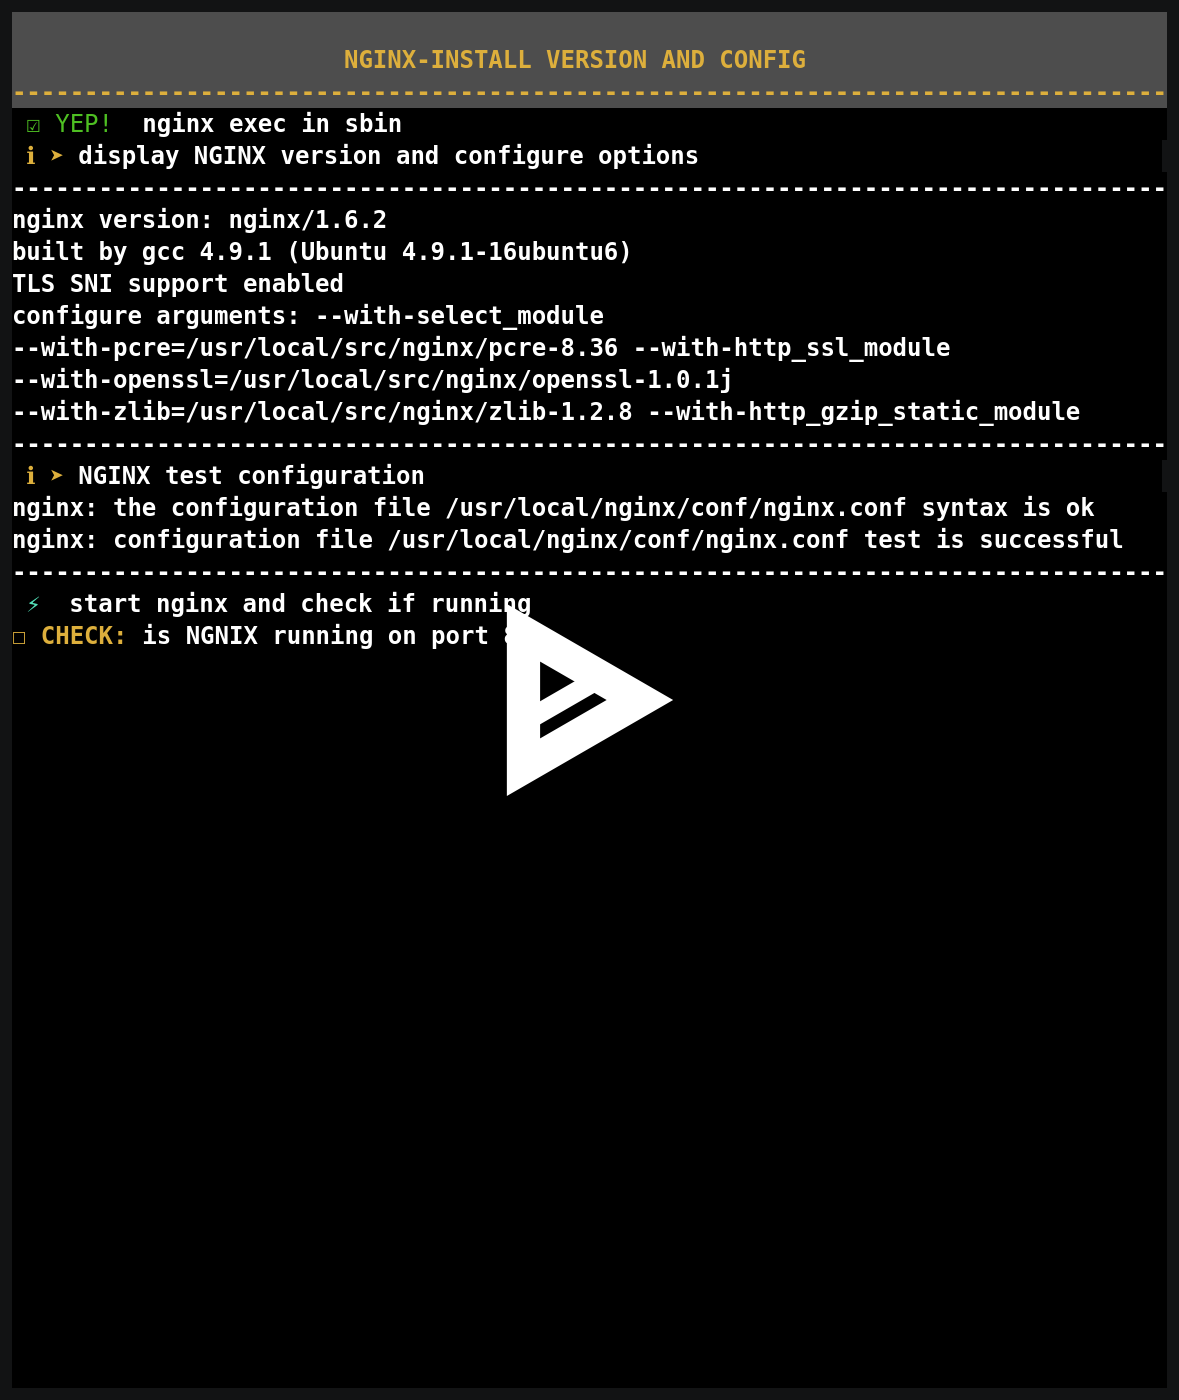 NGINX-INSTALL VERSION AND CONFIG
--------------------------------------------------------------------------------
☑ YEP!  nginx exec in sbin
ℹ ➤ display NGINX version and configure options
--------------------------------------------------------------------------------
nginx version: nginx/1.6.2
built by gcc 4.9.1 (Ubuntu 4.9.1-16ubuntu6)
TLS SNI support enabled
configure arguments: --with-select_module
--with-pcre=/usr/local/src/nginx/pcre-8.36 --with-http_ssl_module
--with-openssl=/usr/local/src/nginx/openssl-1.0.1j
--with-zlib=/usr/local/src/nginx/zlib-1.2.8 --with-http_gzip_static_module
--------------------------------------------------------------------------------
ℹ ➤ NGINX test configuration
nginx: the configuration file /usr/local/nginx/conf/nginx.conf syntax is ok
nginx: configuration file /usr/local/nginx/conf/nginx.conf test is successful
--------------------------------------------------------------------------------
⚡  start nginx and check if running
☐ CHECK: is NGNIX running on port